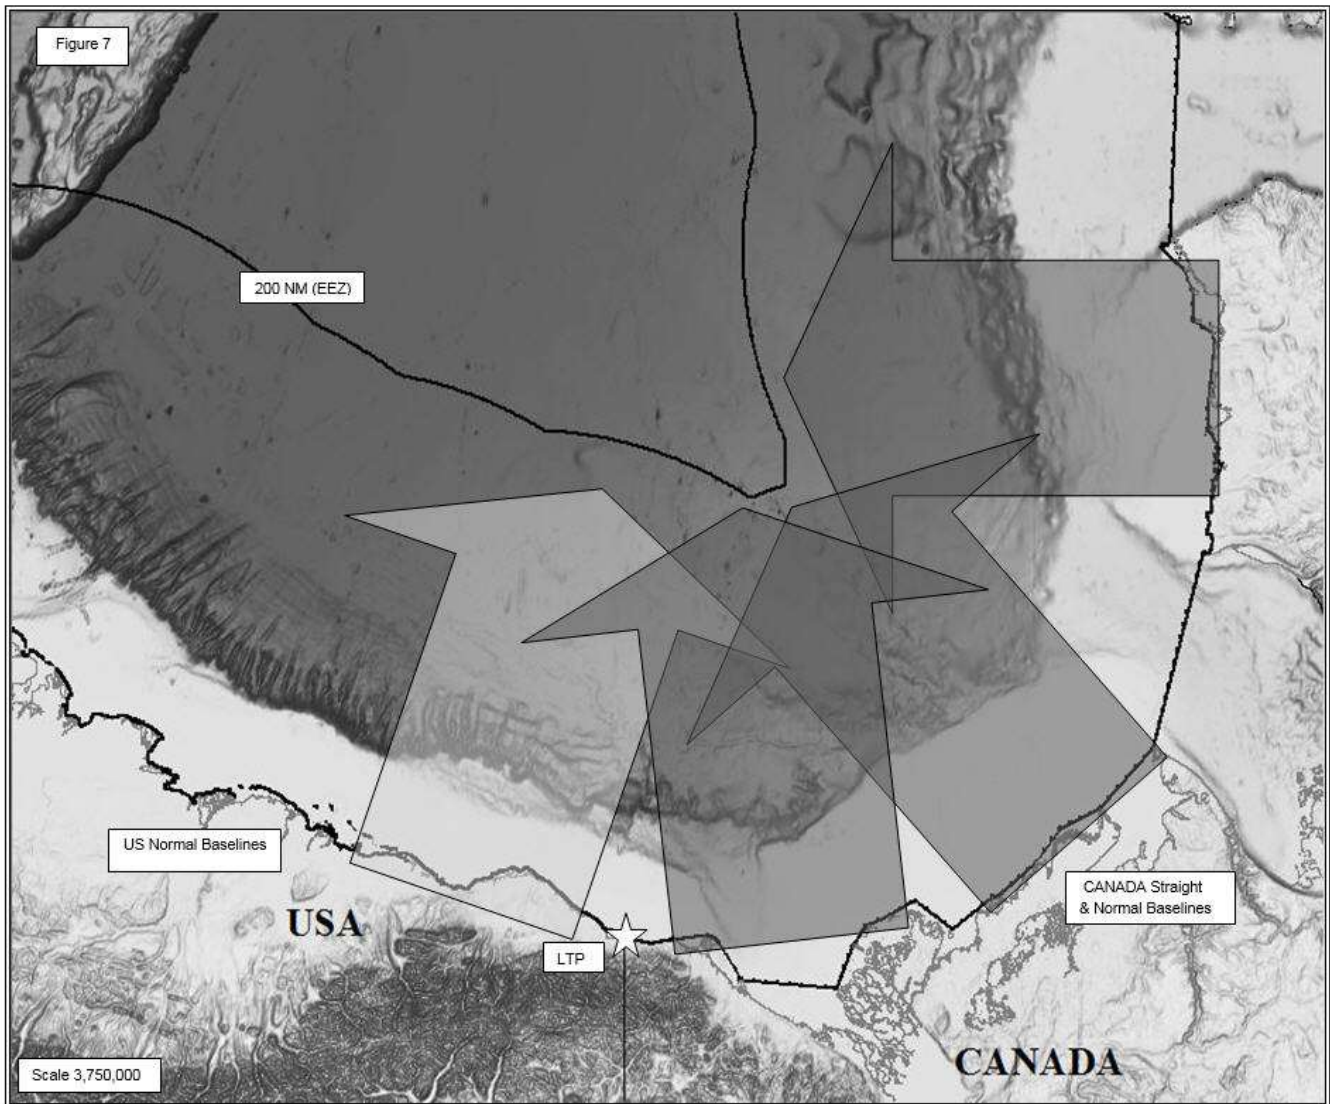 Figure 7
200 NM (EEZ)
US Normal Baselines
CANADA Straight
& Normal Baselines
USA
LTP
CANADA
Scale 3,750,000